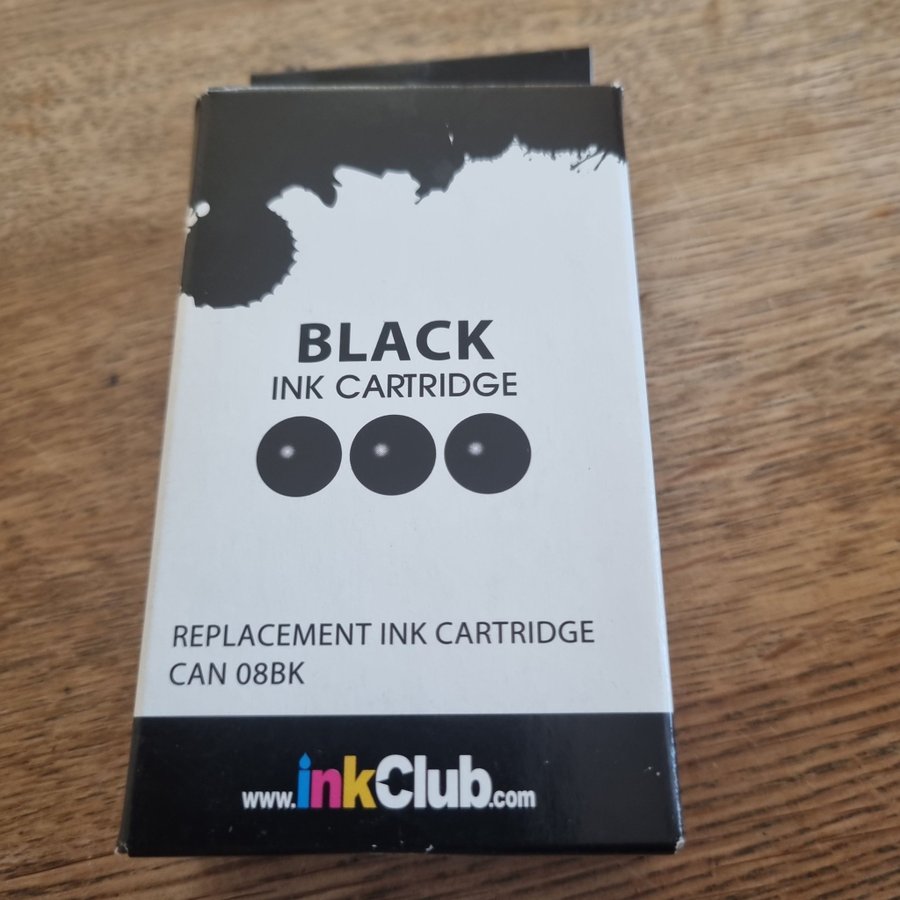 BLACK
INK CARTRIDGE
REPLACEMENT INK CARTRIDGE
CAN 08BK
www.inkClub.com